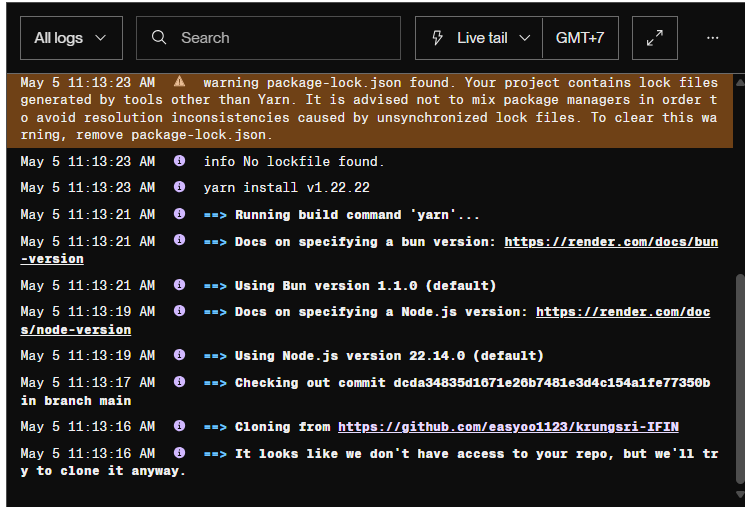 All logs
Search
Live tail
GMT+7
...
May 5 11:13:23 AM warning package-lock.json found. Your project contains lock files
generated by tools other than Yarn. It is advised not to mix package managers in order t
o avoid resolution inconsistencies caused by unsynchronized lock files. To clear this wa
rning, remove package-lock.json.
May 5 11:13:23 AM info No lockfile found.
May 5 11:13:23 AM yarn install v1.22.22
May 5 11:13:21 AM ==> Running build command 'yarn'...
May 5 11:13:21 AM ==> Docs on specifying a bun version: https://render.com/docs/bun
-version
May 5 11:13:21 AM ==> Using Bun version 1.1.0 (default)
May 5 11:13:19 AM ==> Docs on specifying a Node.js version: https://render.com/doc
s/node-version
May 5 11:13:19 AM ==> Using Node.js version 22.14.0 (default)
May 5 11:13:17 AM ==> Checking out commit dcda34835d1671e26b7481e3d4c154a1fe77350b
in branch main
May 5 11:13:16 AM ==> Cloning from https://github.com/easyoo1123/krungsri-IFIN
May 5 11:13:16 AM ==> It looks like we don't have access to your repo, but we'll tr
y to clone it anyway.